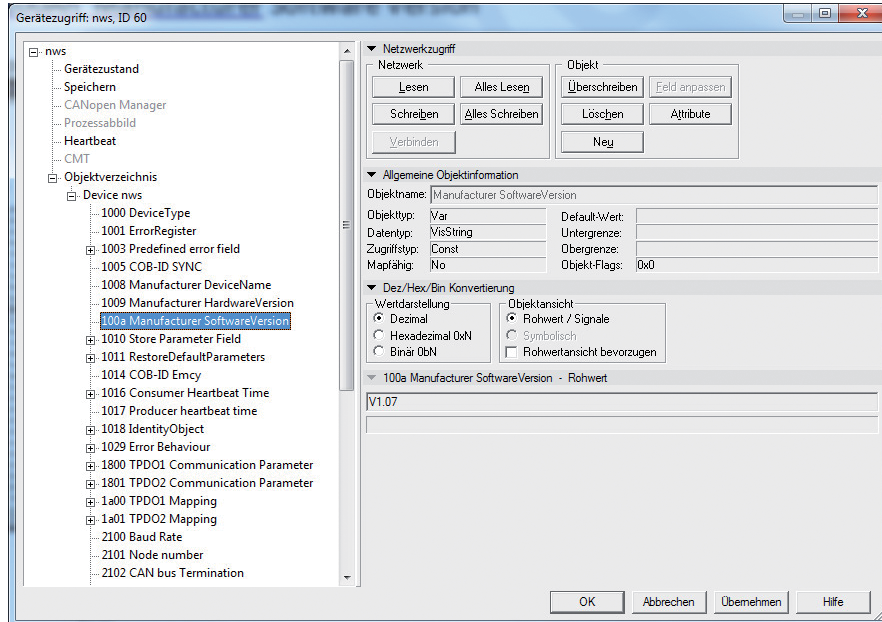 Manufacturer Software Version
Gerätezugriff: nws, ID 60
nws
Gerätezustand
Speichern
CANopen Manager
Prozessabbild
Heartbeat
CMT
Objektverzeichnis
Device nws
1000 DeviceType
1001 ErrorRegister
1003 Predefined error field
1005 COB-ID SYNC
1008 Manufacturer DeviceName
1009 Manufacturer HardwareVersion
100a Manufacturer SoftwareVersion
1010 Store Parameter Field
1011 RestoreDefaultParameters
1014 COB-ID Emcy
1016 Consumer Heartbeat Time
1017 Producer heartbeat time
1018 IdentityObject
1029 Error Behaviour
1800 TPDO1 Communication Parameter
1801 TPDO2 Communication Parameter
1a00 TPDO1 Mapping
1a01 TPDO2 Mapping
2100 Baud Rate
2101 Node number
2102 CAN bus Termination
Netzwerkzugriff
Netzwerk
Lesen Alles Lesen
Schreiben Alles Schreiben
Verbinden
Objekt
Überschreiben Feld anpassen
Löschen Attribute
Neu
Allgemeine Objektinformation
Objektname: Manufacturer SoftwareVersion
Objekttyp: Var Default-Wert:
Datentyp: VisString Untergrenze:
Zugriffstyp: Const Obergrenze:
Mapfähig: No Objekt-Flags: 0x0
Dez/Hex/Bin Konvertierung
Wertdarstellung
Dezimal
Hexadezimal 0xN
Binär 0bN
Objektansicht
Rohwert / Signale
Symbolisch
Rohwertansicht bevorzugen
100a Manufacturer SoftwareVersion - Rohwert
V1.07
OK Abbrechen Übernehmen Hilfe